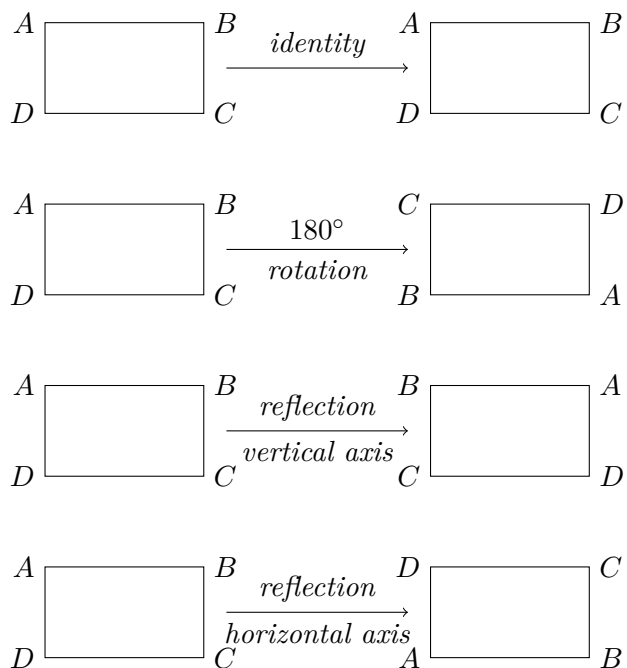 A B identity A B
D C D C
A B 180° C D
D C rotation B A
A B reflection B A
D C vertical axis C D
A B reflection D C
D C horizontal axis A B